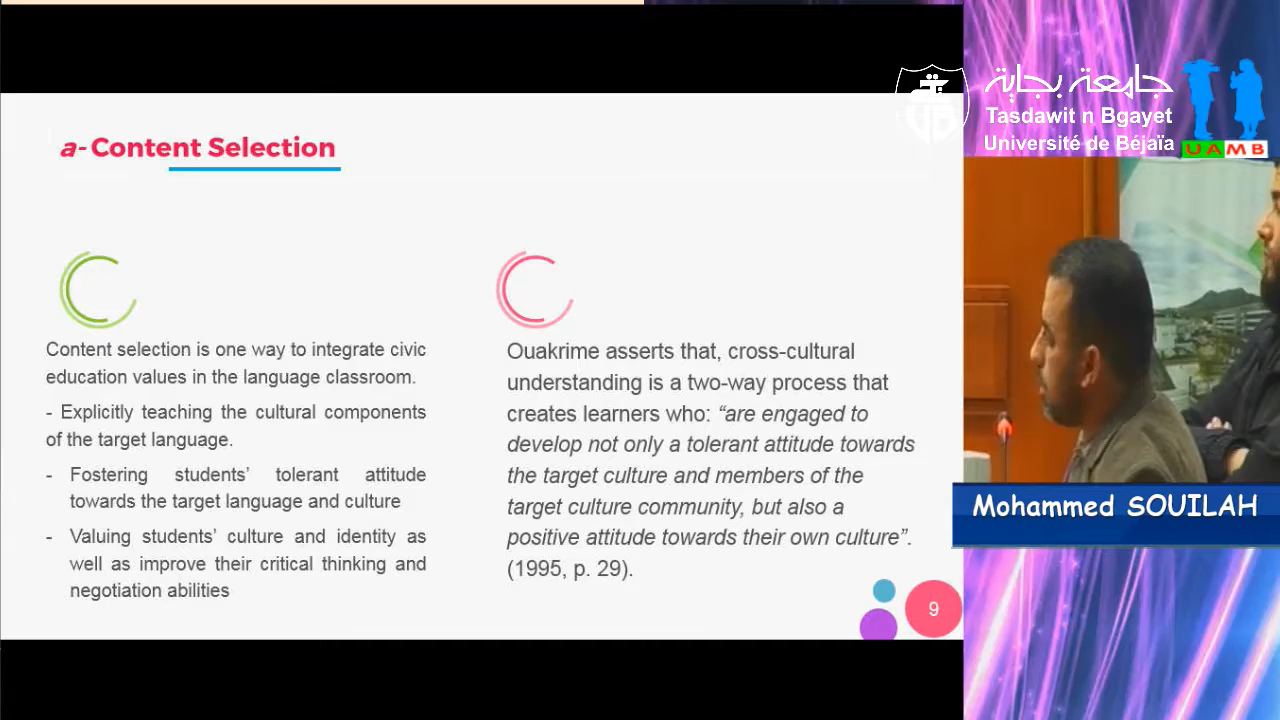 a- Content Selection
Content selection is one way to integrate civic
education values in the language classroom.
- Explicitly teaching the cultural components
of the target language.
- Fostering students’ tolerant attitude
towards the target language and culture
- Valuing students’ culture and identity as
well as improve their critical thinking and
negotiation abilities
Ouakrime asserts that, cross-cultural
understanding is a two-way process that
creates learners who: “are engaged to
develop not only a tolerant attitude towards
the target culture and members of the
target culture community, but also a
positive attitude towards their own culture”.
(1995, p. 29).
9
جامعة بجاية
Tasdawit n Bgayet
Université de Béjaïa
UAMB
Mohammed SOUILAH